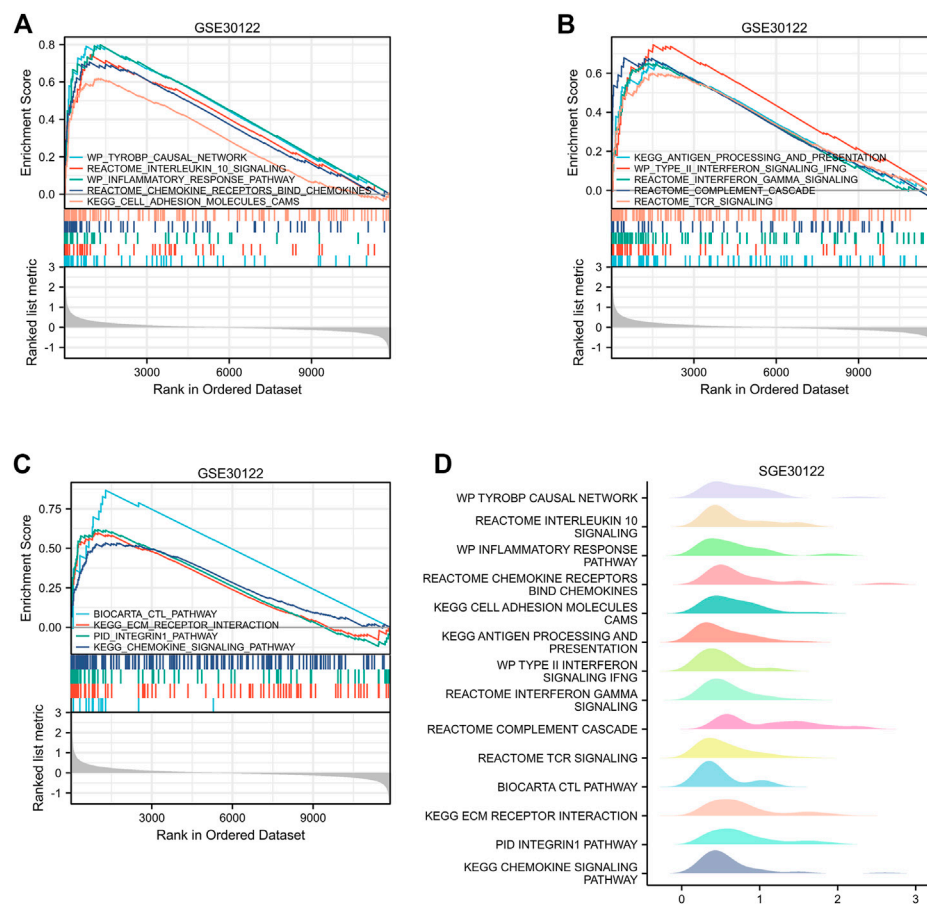 A
GSE30122
Enrichment Score
0.8
0.6
0.4
0.2
0.0
WP_TYROBP_CAUSAL_NETWORK
REACTOME_INTERLEUKIN_10_SIGNALING
WP_INFLAMMATORY_RESPONSE_PATHWAY
REACTOME_CHEMOKINE_RECEPTORS_BIND_CHEMOKINES
KEGG_CELL_ADHESION_MOLECULES_CAMS
Ranked list metric
3
2
1
0
-1
3000
6000
9000
Rank in Ordered Dataset
B
GSE30122
Enrichment Score
0.6
0.4
0.2
0.0
KEGG_ANTIGEN_PROCESSING_AND_PRESENTATION
WP_TYPE_II_INTERFERON_SIGNALING_IFNG
REACTOME_INTERFERON_GAMMA_SIGNALING
REACTOME_COMPLEMENT_CASCADE
REACTOME_TCR_SIGNALING
Ranked list metric
3
2
1
0
-1
3000
6000
9000
Rank in Ordered Dataset
C
GSE30122
Enrichment Score
0.75
0.50
0.25
0.00
BIOCARTA_CTL_PATHWAY
KEGG_ECM_RECEPTOR_INTERACTION
PID_INTEGRIN1_PATHWAY
KEGG_CHEMOKINE_SIGNALING_PATHWAY
Ranked list metric
3
2
1
0
-1
3000
6000
9000
Rank in Ordered Dataset
D
SGE30122
WP TYROBP CAUSAL NETWORK
REACTOME INTERLEUKIN 10
SIGNALING
WP INFLAMMATORY RESPONSE
PATHWAY
REACTOME CHEMOKINE RECEPTORS
BIND CHEMOKINES
KEGG CELL ADHESION MOLECULES
CAMS
KEGG ANTIGEN PROCESSING AND
PRESENTATION
WP TYPE II INTERFERON
SIGNALING IFNG
REACTOME INTERFERON GAMMA
SIGNALING
REACTOME COMPLEMENT CASCADE
REACTOME TCR SIGNALING
BIOCARTA CTL PATHWAY
KEGG ECM RECEPTOR INTERACTION
PID INTEGRIN1 PATHWAY
KEGG CHEMOKINE SIGNALING
PATHWAY
0
1
2
3